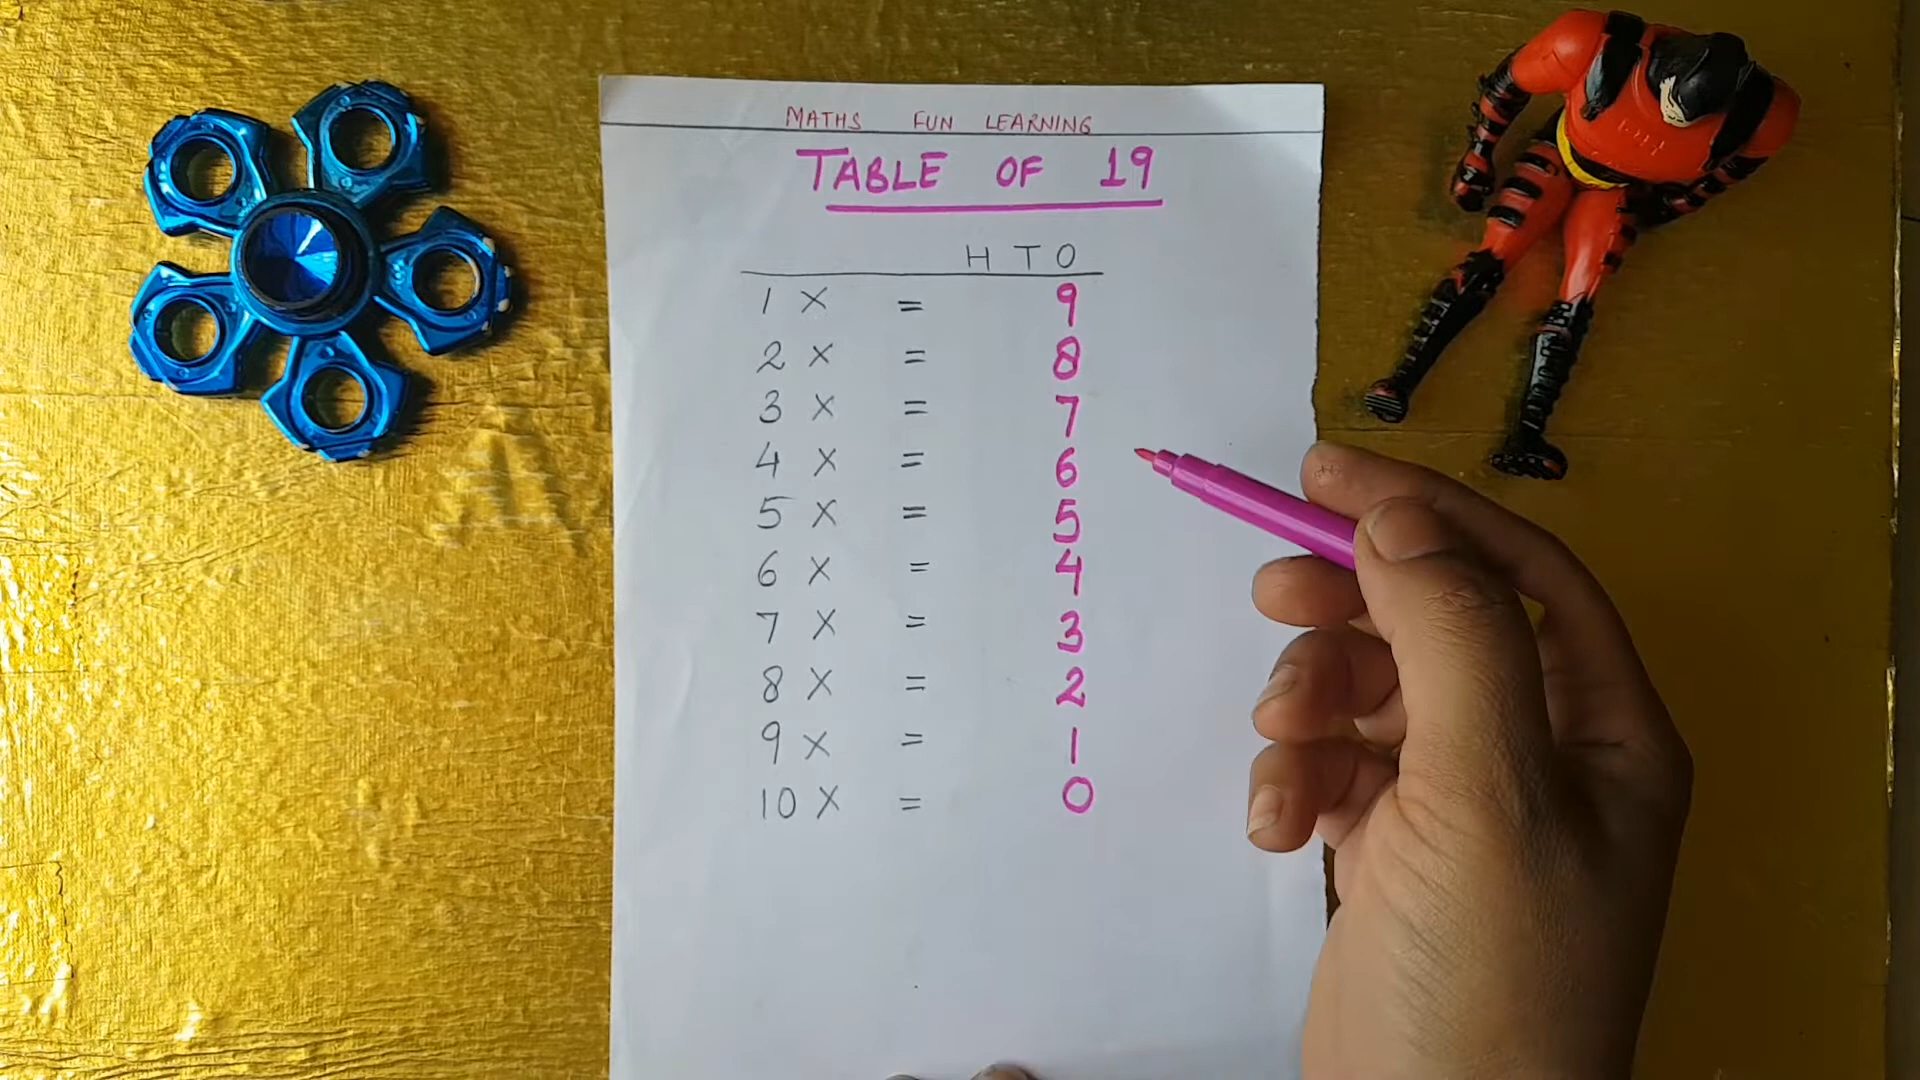 MATHS FUN LEARNING
TABLE OF 19
H T O
1 X = 9
2 X = 8
3 X = 7
4 X = 6
5 X = 5
6 X = 4
7 X = 3
8 X = 2
9 X = 1
10 X = 0